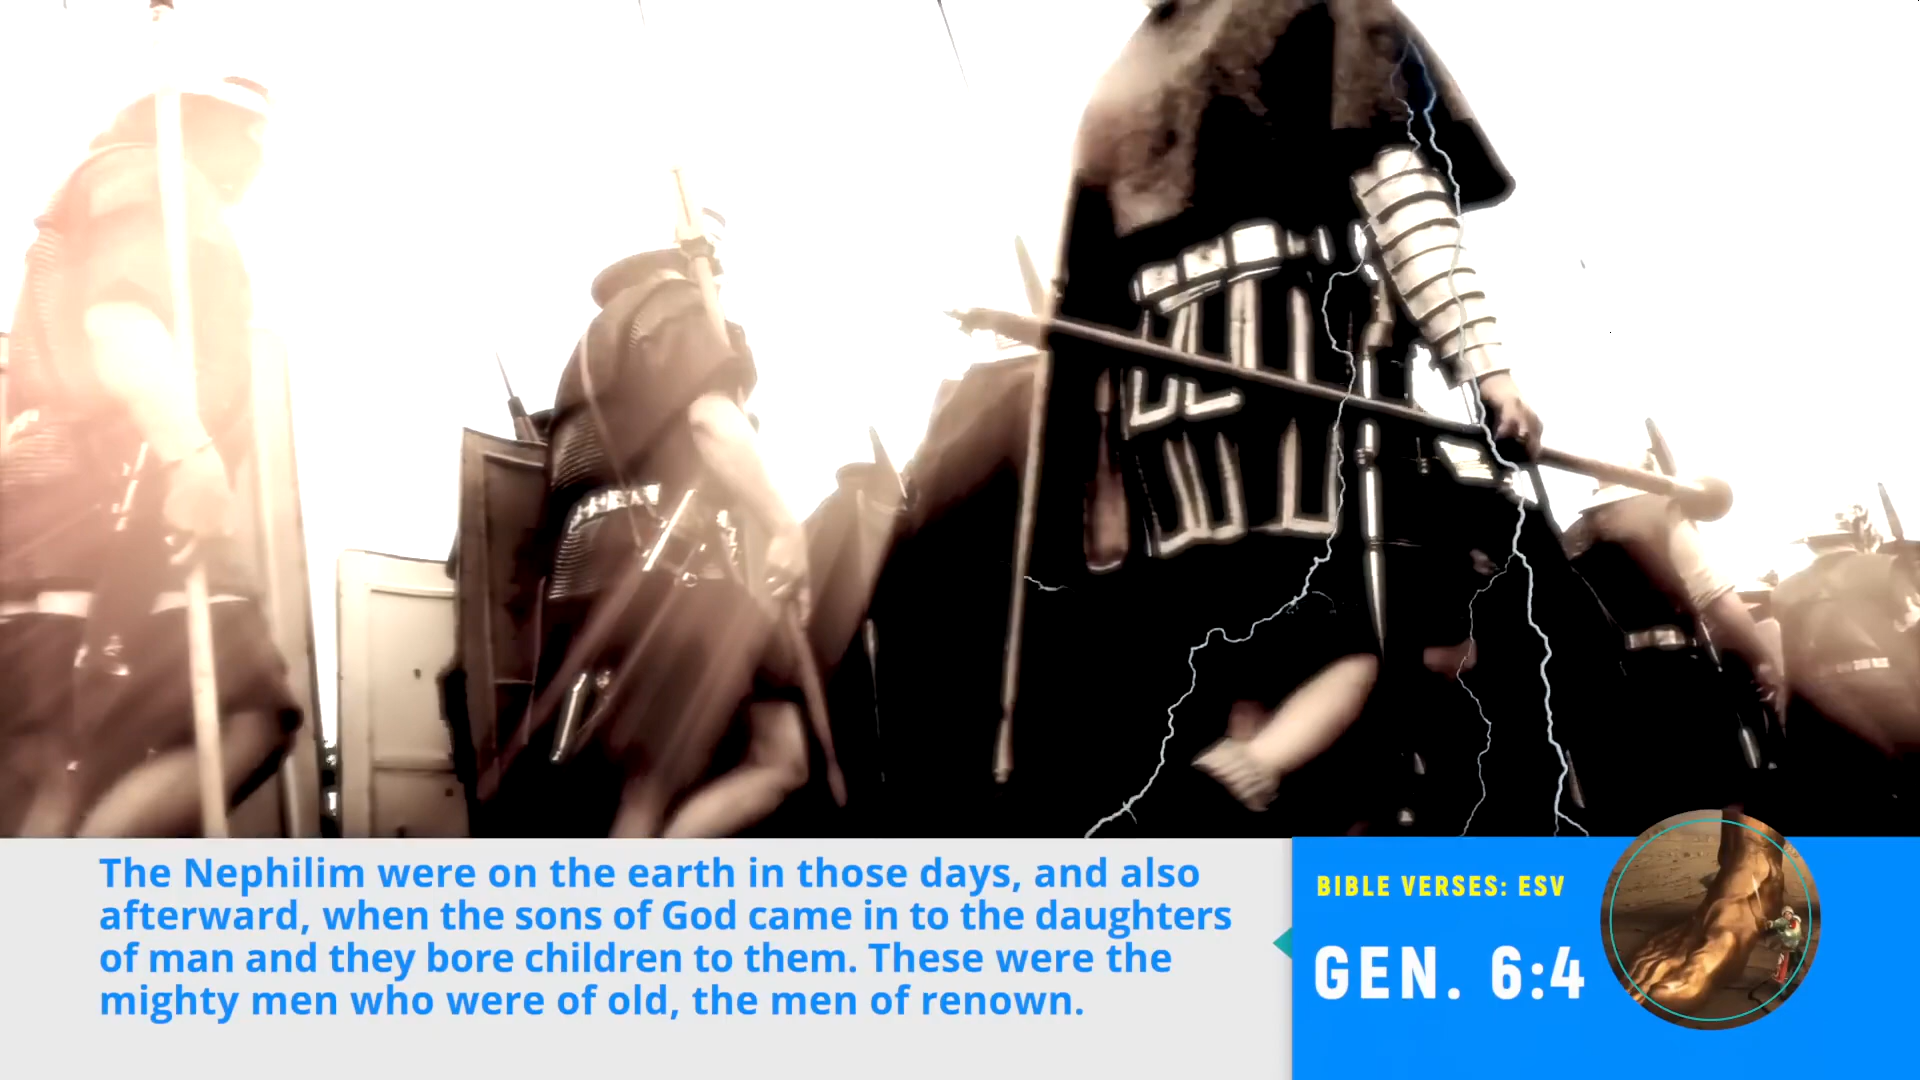 The Nephilim were on the earth in those days, and also
afterward, when the sons of God came in to the daughters
of man and they bore children to them. These were the
mighty men who were of old, the men of renown.
BIBLE VERSES: ESV
GEN. 6:4